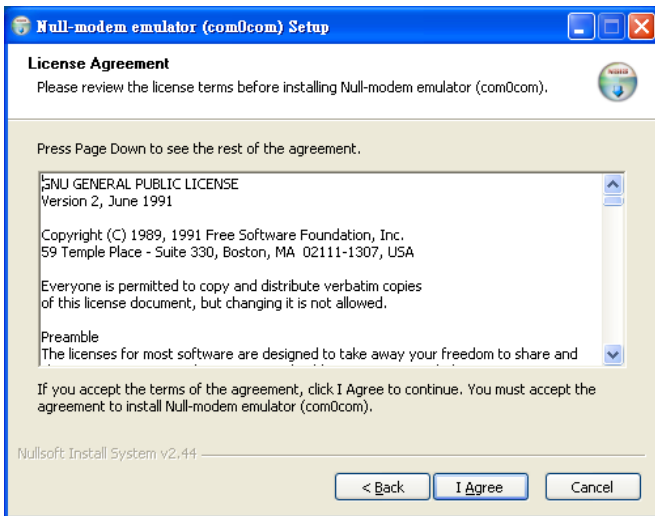 Null-modem emulator (com0com) Setup
License Agreement
Please review the license terms before installing Null-modem emulator (com0com).
Press Page Down to see the rest of the agreement.
GNU GENERAL PUBLIC LICENSE
Version 2, June 1991
Copyright (C) 1989, 1991 Free Software Foundation, Inc.
59 Temple Place - Suite 330, Boston, MA  02111-1307, USA
Everyone is permitted to copy and distribute verbatim copies
of this license document, but changing it is not allowed.
Preamble
The licenses for most software are designed to take away your freedom to share and
If you accept the terms of the agreement, click I Agree to continue. You must accept the
agreement to install Null-modem emulator (com0com).
Nullsoft Install System v2.44
< Back
I Agree
Cancel